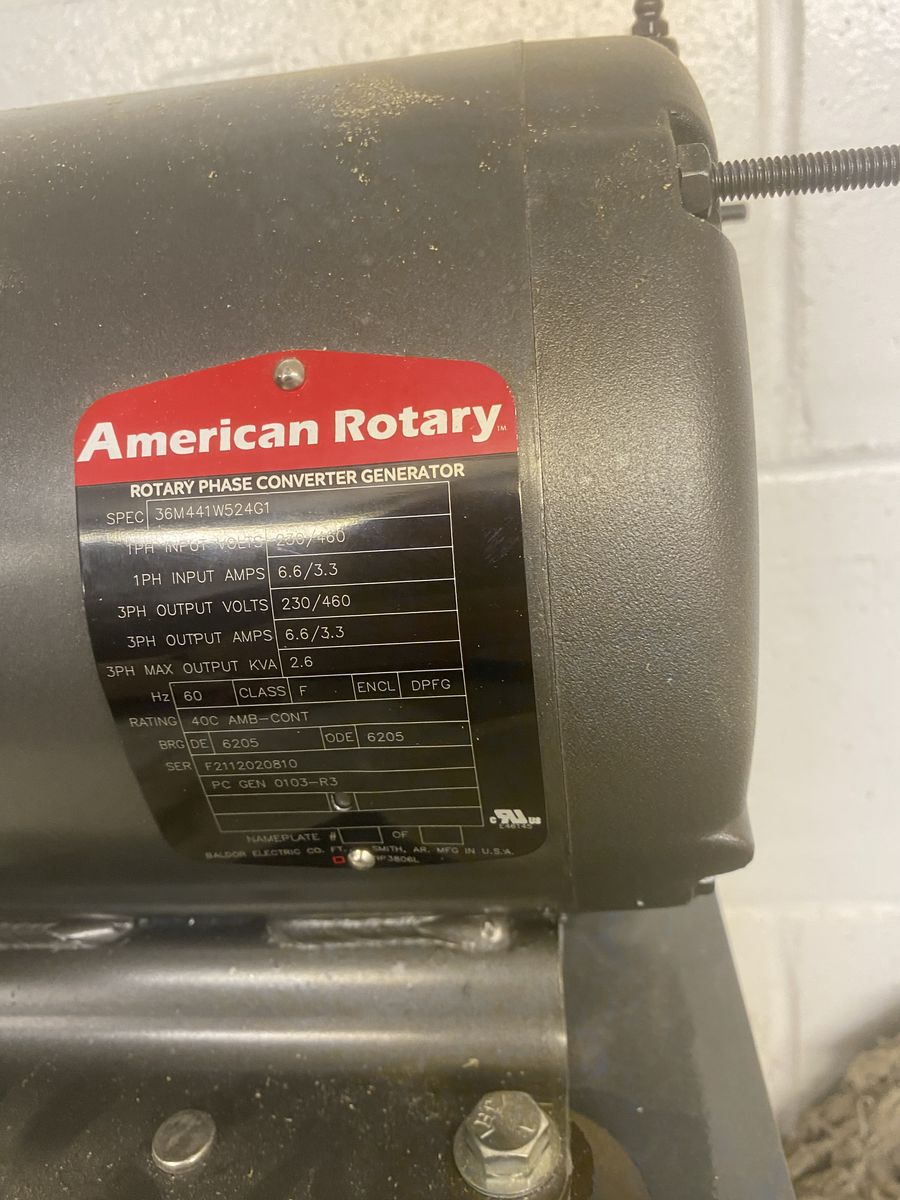 American Rotary™
ROTARY PHASE CONVERTER GENERATOR
SPEC 36M441W524G1
1PH INPUT VOLTS 230/460
1PH INPUT AMPS 6.6/3.3
3PH OUTPUT VOLTS 230/460
3PH OUTPUT AMPS 6.6/3.3
3PH MAX OUTPUT KVA 2.6
Hz 60 CLASS F ENCL DPFG
RATING 40C AMB-CONT
BRG DE 6205 ODE 6205
SER F2112020810
PC GEN 0103-R3
NAMEPLATE # OF
BALDOR ELECTRIC CO. FT. SMITH, AR. MFG IN U.S.A.